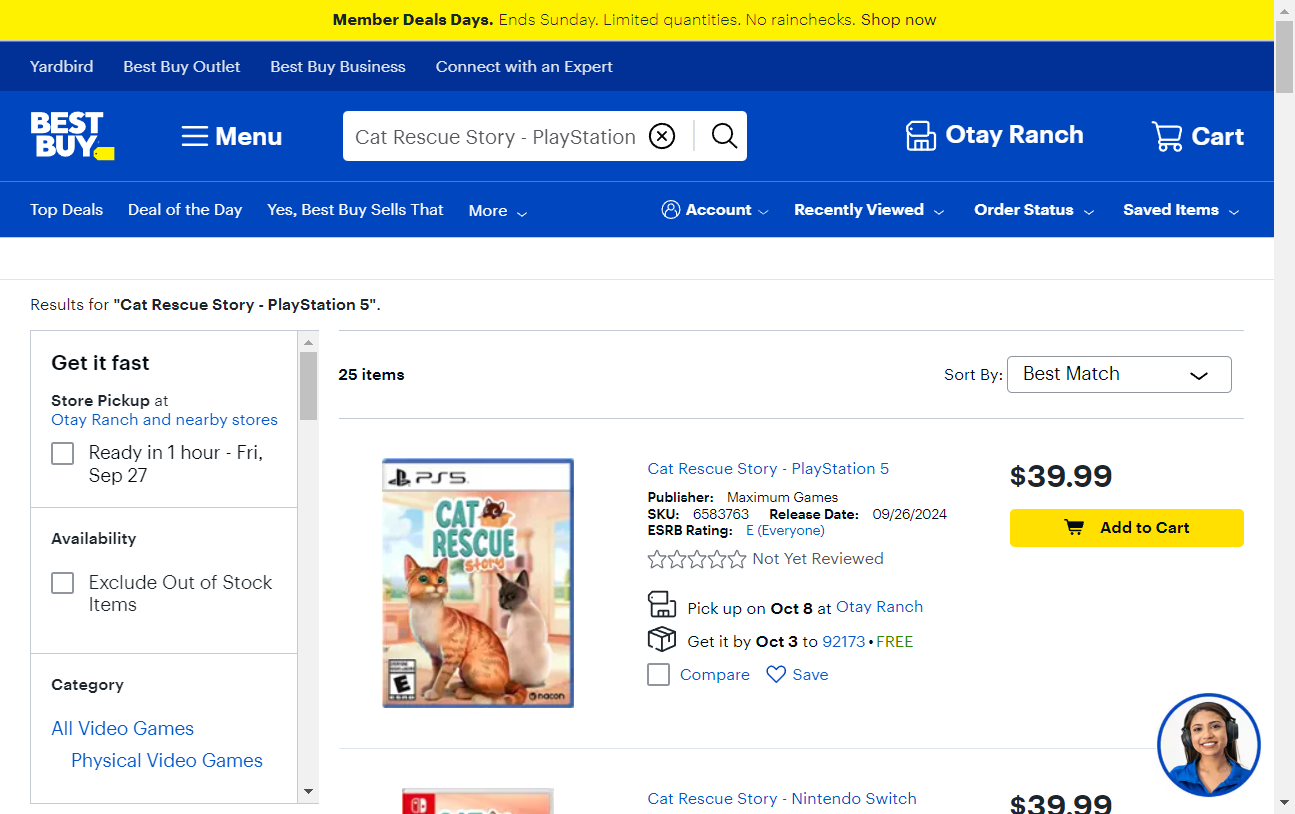 Member Deals Days. Ends Sunday. Limited quantities. No rainchecks. Shop now
Yardbird Best Buy Outlet Best Buy Business Connect with an Expert
BEST BUY
Menu
Cat Rescue Story - PlayStation
Otay Ranch
Cart
Top Deals Deal of the Day Yes, Best Buy Sells That More Account Recently Viewed Order Status Saved Items
Results for "Cat Rescue Story - PlayStation 5".
Get it fast
Store Pickup at
Otay Ranch and nearby stores
Ready in 1 hour - Fri,
Sep 27
Availability
Exclude Out of Stock
Items
Category
All Video Games
Physical Video Games
25 items
Sort By: Best Match
PS5
CAT
RESCUE
story
E
nacon
Cat Rescue Story - PlayStation 5
Publisher: Maximum Games
SKU: 6583763 Release Date: 09/26/2024
ESRB Rating: E (Everyone)
Not Yet Reviewed
Pick up on Oct 8 at Otay Ranch
Get it by Oct 3 to 92173 • FREE
Compare Save
$39.99
Add to Cart
Cat Rescue Story - Nintendo Switch
$39.99